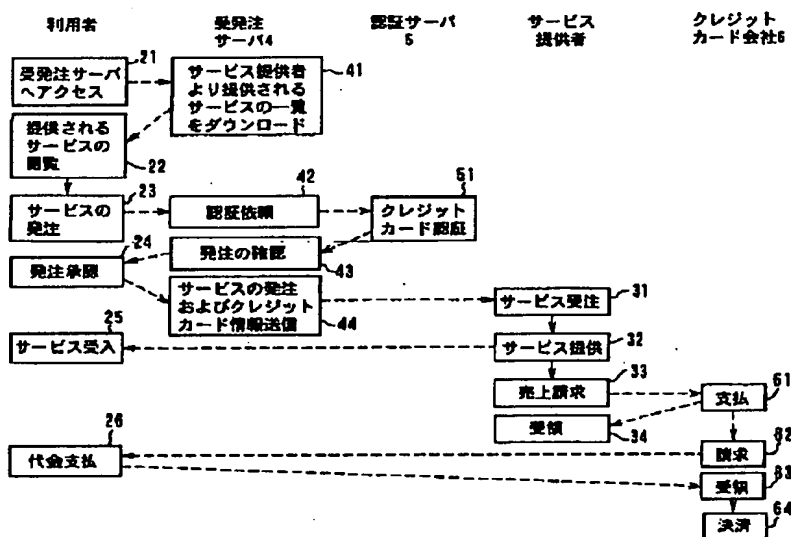 利用者
受発注
サーバ4
認証サーバ
5
サービス
提供者
クレジット
カード会社6
21
受発注サーバ
へアクセス
41
サービス提供者
より提供される
サービスの一覧
をダウンロード
提供される
サービスの
閲覧
22
23
サービスの
発注
42
認証依頼
51
クレジット
カード認証
24
発注承認
発注の確認
43
サービスの発注
およびクレジット
カード情報送信
44
31
サービス受注
25
サービス受入
32
サービス提供
33
売上請求
61
支払
受領
34
26
代金支払
62
請求
63
受領
64
決済